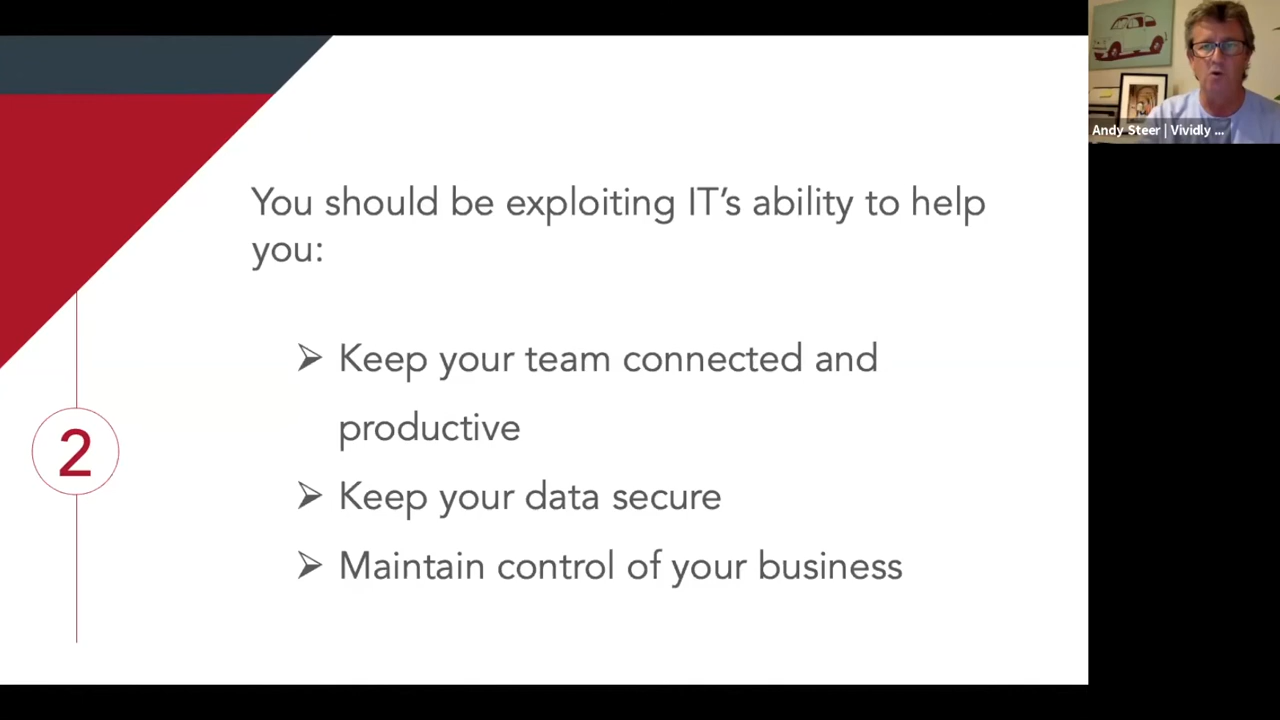 You should be exploiting IT’s ability to help
you:
➢ Keep your team connected and
productive
➢ Keep your data secure
➢ Maintain control of your business
2
Andy Steer | Vividly ...